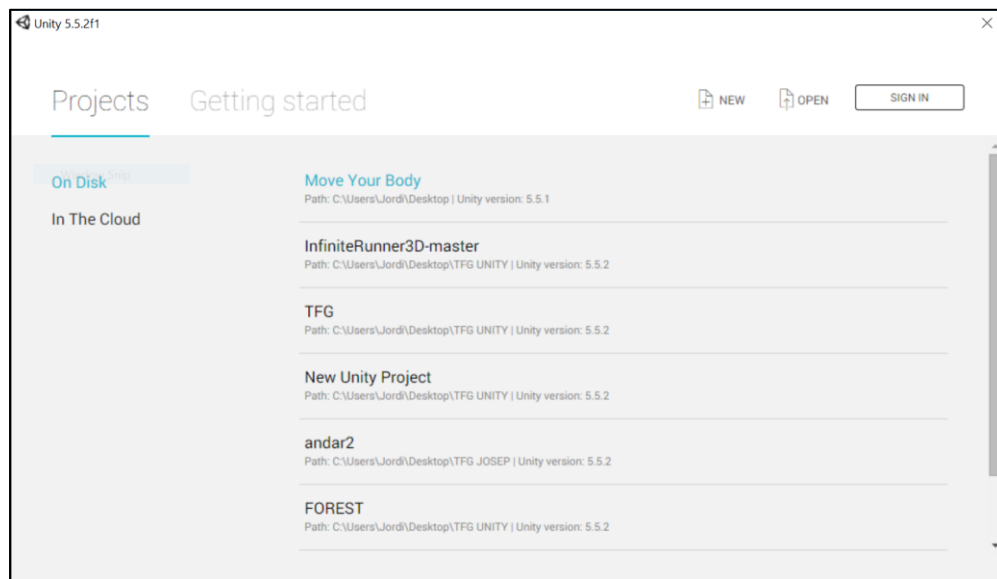 Unity 5.5.2f1
Projects
Getting started
NEW
OPEN
SIGN IN
Window Snip
On Disk
In The Cloud
Move Your Body
Path: C:\Users\Jordi\Desktop | Unity version: 5.5.1
InfiniteRunner3D-master
Path: C:\Users\Jordi\Desktop\TFG UNITY | Unity version: 5.5.2
TFG
Path: C:\Users\Jordi\Desktop\TFG UNITY | Unity version: 5.5.2
New Unity Project
Path: C:\Users\Jordi\Desktop\TFG UNITY | Unity version: 5.5.2
andar2
Path: C:\Users\Jordi\Desktop\TFG JOSEP | Unity version: 5.5.2
FOREST
Path: C:\Users\Jordi\Desktop\TFG UNITY | Unity version: 5.5.2